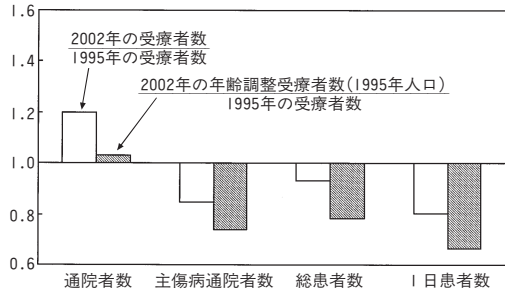 1.6
1.4
1.2
1.0
0.8
0.6
2002年の受療者数
1995年の受療者数
2002年の年齢調整受療者数(1995年人口)
1995年の受療者数
通院者数
主傷病通院者数
総患者数
1日患者数